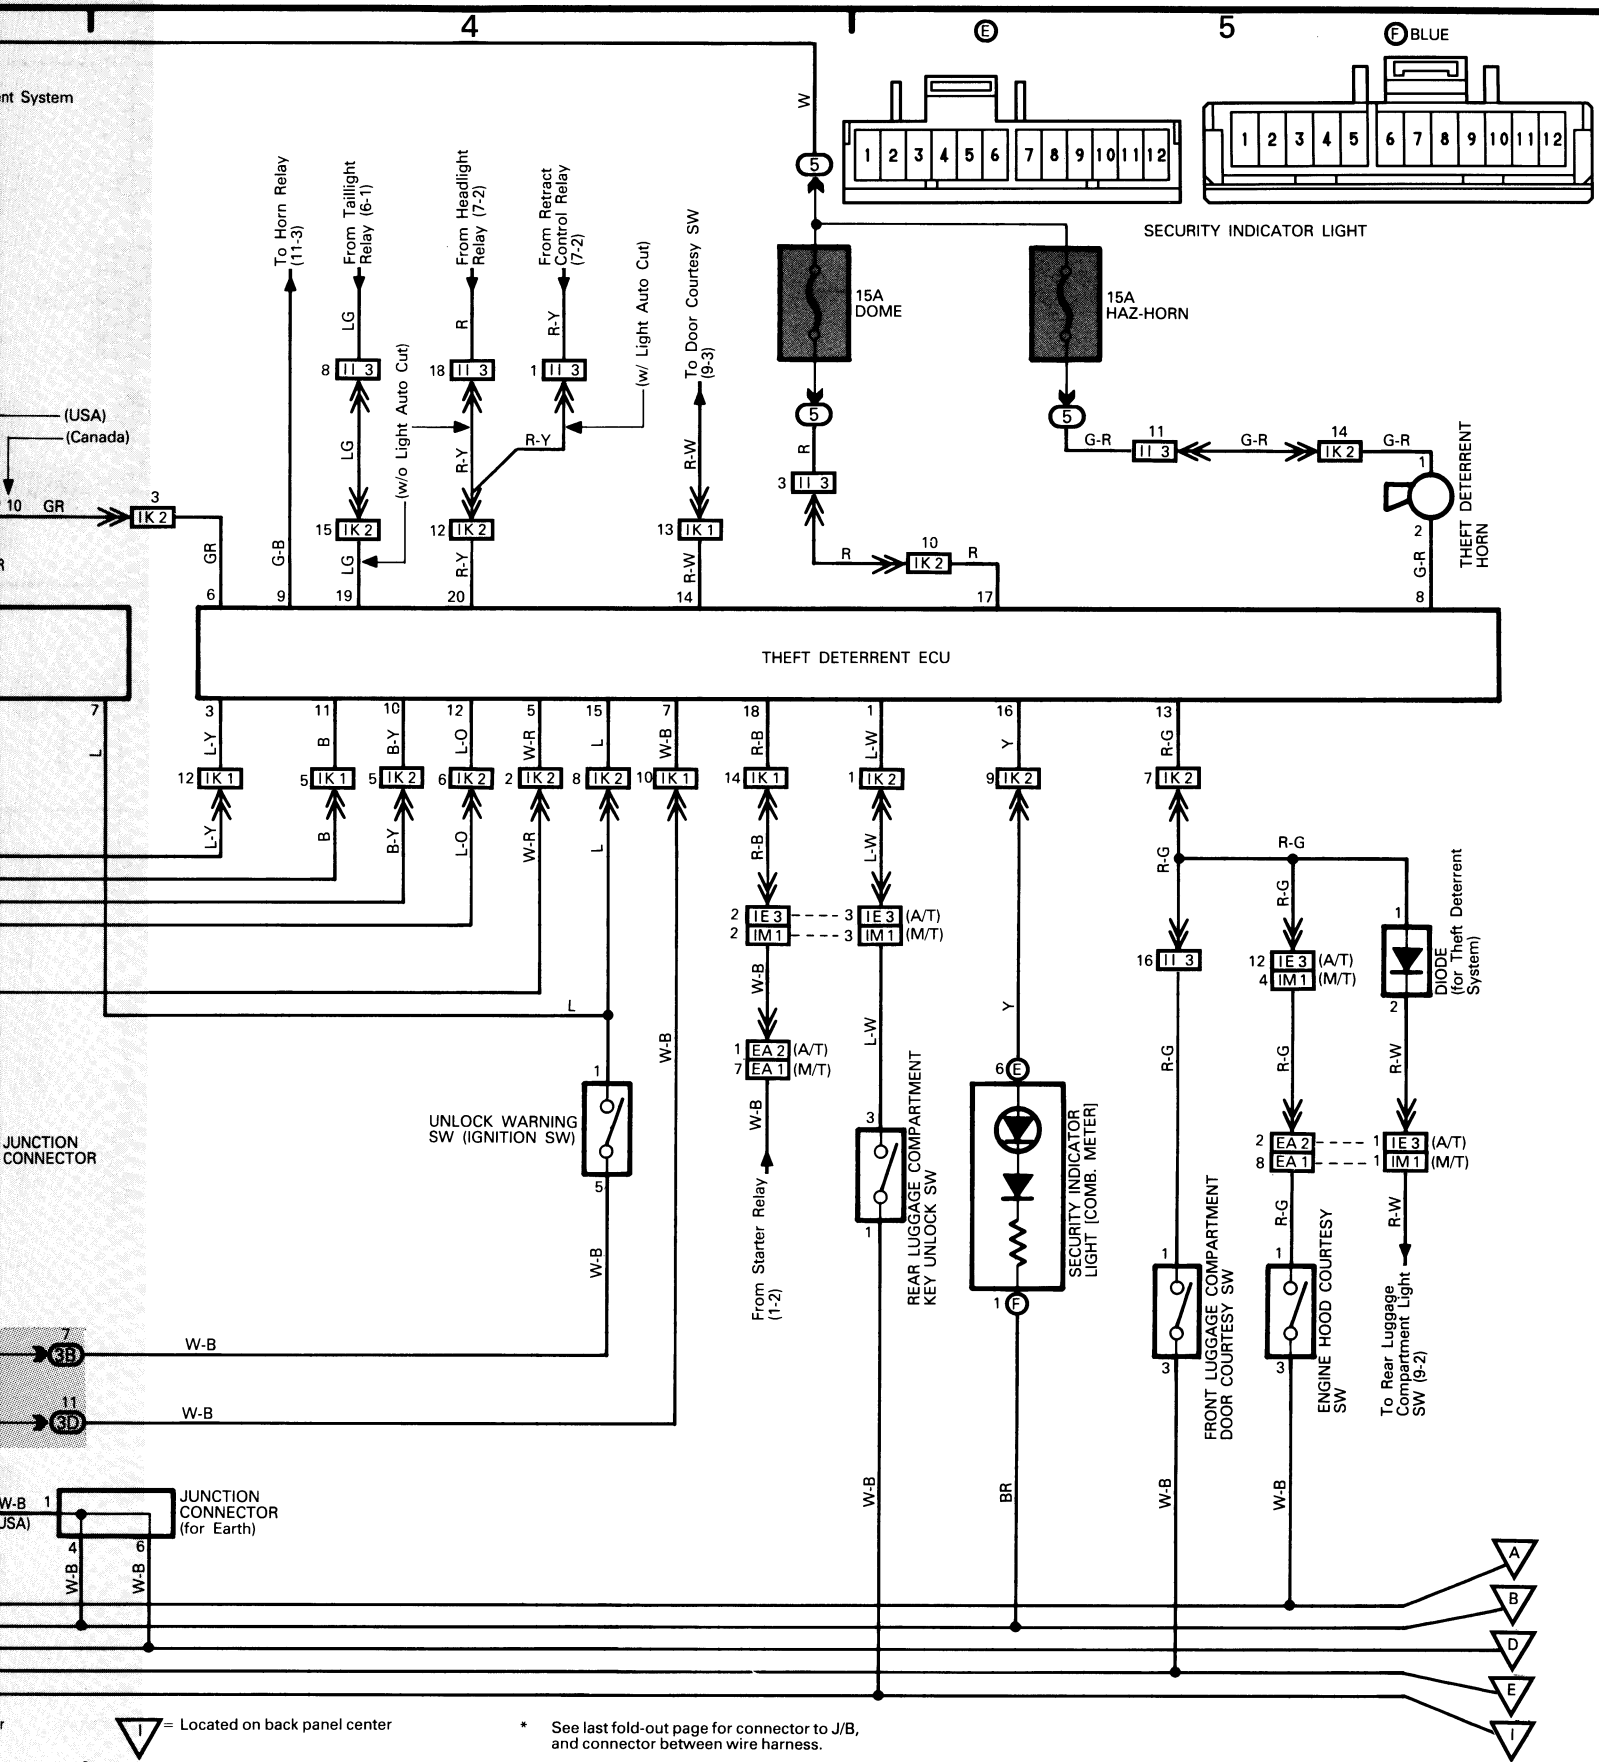 4
5
E
F BLUE
nt System
W
5
1 2 3 4 5 6 7 8 9 10 11 12
1 2 3 4 5 6 7 8 9 10 11 12
SECURITY INDICATOR LIGHT
To Horn Relay
(11-3)
From Taillight
Relay (6-1)
From Headlight
Relay (7-2)
From Retract
Control Relay
(7-2)
(w/ Light Auto Cut)
To Door Courtesy SW
(9-3)
15A
DOME
15A
HAZ-HORN
LG
R
R-Y
8 II 3
18 II 3
1 II 3
(w/o Light Auto Cut)
5
5
(USA)
(Canada)
LG
R-Y
R-Y
R-W
R
G-R
11
II 3
G-R
14
IK 2
G-R
1
THEFT DETERRENT
HORN
3 II 3
10 GR
3
IK 2
15 IK 2
12 IK 2
13 IK 1
R
10
IK 2
R
2
GR
G-B
LG
R-Y
R-W
G-R
6
9
19
20
14
17
8
THEFT DETERRENT ECU
7
3
11
10
12
5
15
7
18
1
16
13
L
L-Y
B
B-Y
L-O
W-R
L
W-B
R-B
L-W
Y
R-G
12 IK 1
5 IK 1
5 IK 2
6 IK 2
2 IK 2
8 IK 2
10 IK 1
14 IK 1
1 IK 2
9 IK 2
7 IK 2
L-Y
B
B-Y
L-O
W-R
L
R-B
L-W
R-G
R-G
R-G
2 IE 3
3 IE 3 (A/T)
2 IM 1
3 IM 1 (M/T)
16 II 3
12 IE 3 (A/T)
4 IM 1 (M/T)
1
DIODE
(for Theft Deterrent
System)
2
W-B
L
Y
W-B
L-W
R-G
R-G
R-W
1 EA 2 (A/T)
7 EA 1 (M/T)
W-B
1
UNLOCK WARNING
SW (IGNITION SW)
5
6 E
SECURITY INDICATOR
LIGHT [COMB. METER]
1 F
3
REAR LUGGAGE COMPARTMENT
KEY UNLOCK SW
1
2 EA 2
1 IE 3 (A/T)
8 EA 1
1 IM 1 (M/T)
JUNCTION
CONNECTOR
From Starter Relay
(1-2)
W-B
R-G
R-W
1
FRONT LUGGAGE COMPARTMENT
DOOR COURTESY SW
3
1
ENGINE HOOD COURTESY
SW
3
To Rear Luggage
Compartment Light
SW (9-2)
7
3B
W-B
11
3D
W-B
W-B
BR
W-B
W-B
W-B 1
JUNCTION
CONNECTOR
(for Earth)
4
6
W-B
W-B
A
B
D
E
I
I = Located on back panel center
* See last fold-out page for connector to J/B,
and connector between wire harness.